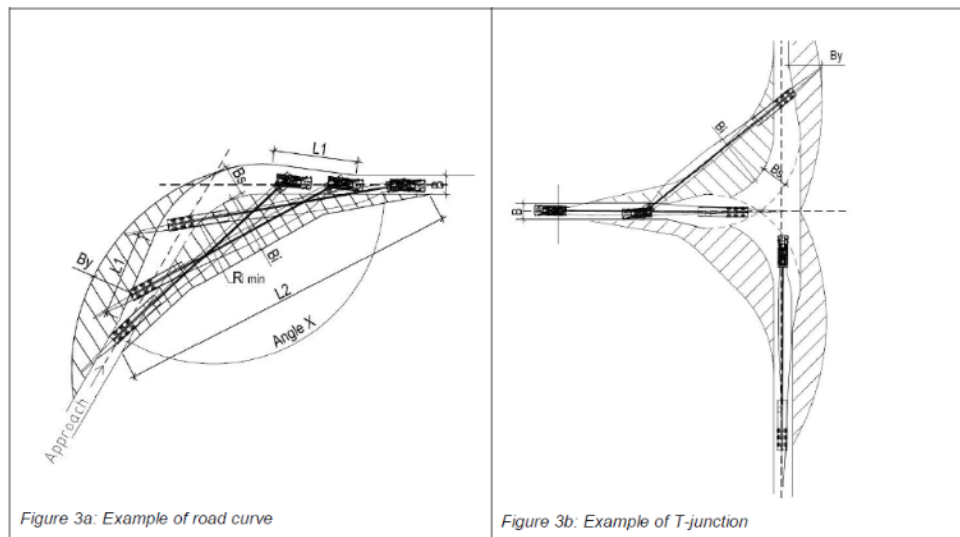 L1
Bs
B
By
L1
Bi
Ri min
L2
Angle X
Approach
Figure 3a: Example of road curve
By
Bi
Bs
B
Figure 3b: Example of T-junction